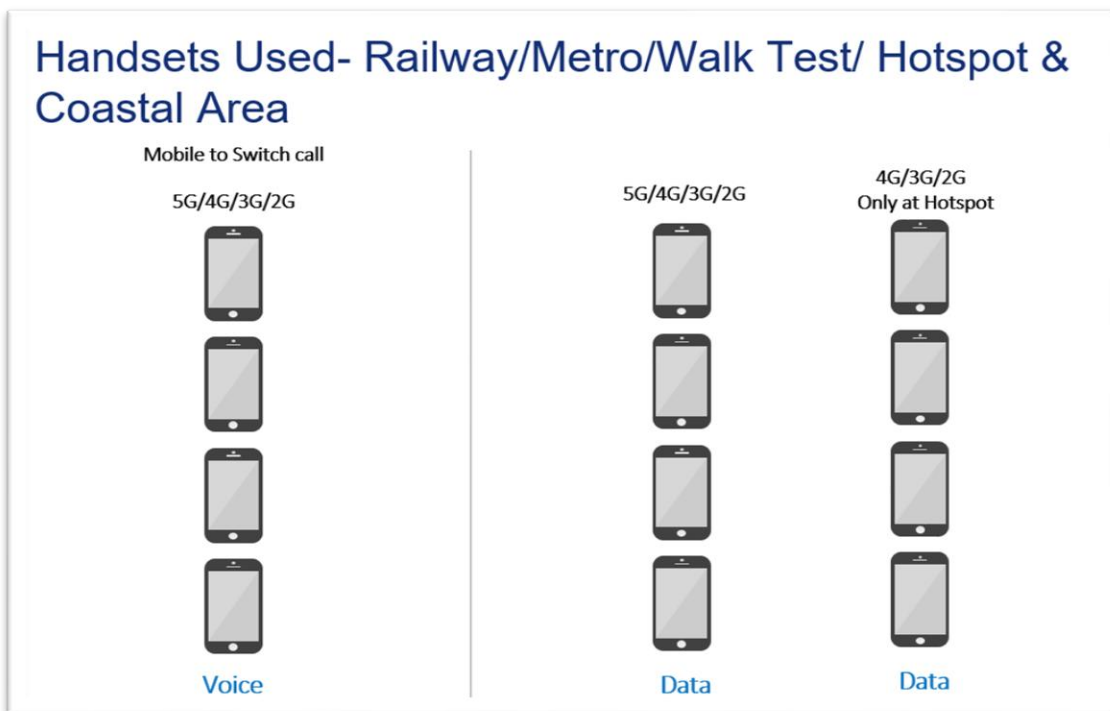 Handsets Used- Railway/Metro/Walk Test/ Hotspot &
Coastal Area
Mobile to Switch call
5G/4G/3G/2G
Voice
5G/4G/3G/2G
Data
4G/3G/2G
Only at Hotspot
Data